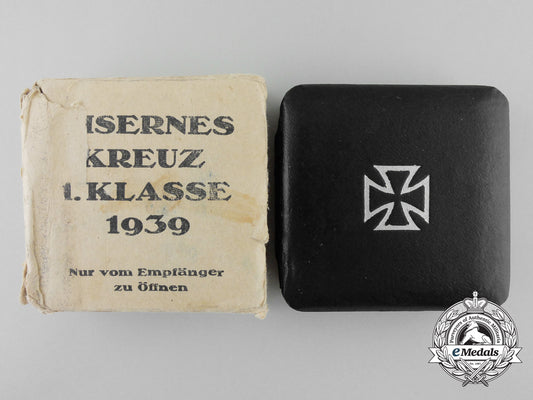 ISERNES
KREUZ
1. KLASSE
1939
Nur vom Empfänger
zu Öffnen
eMedals